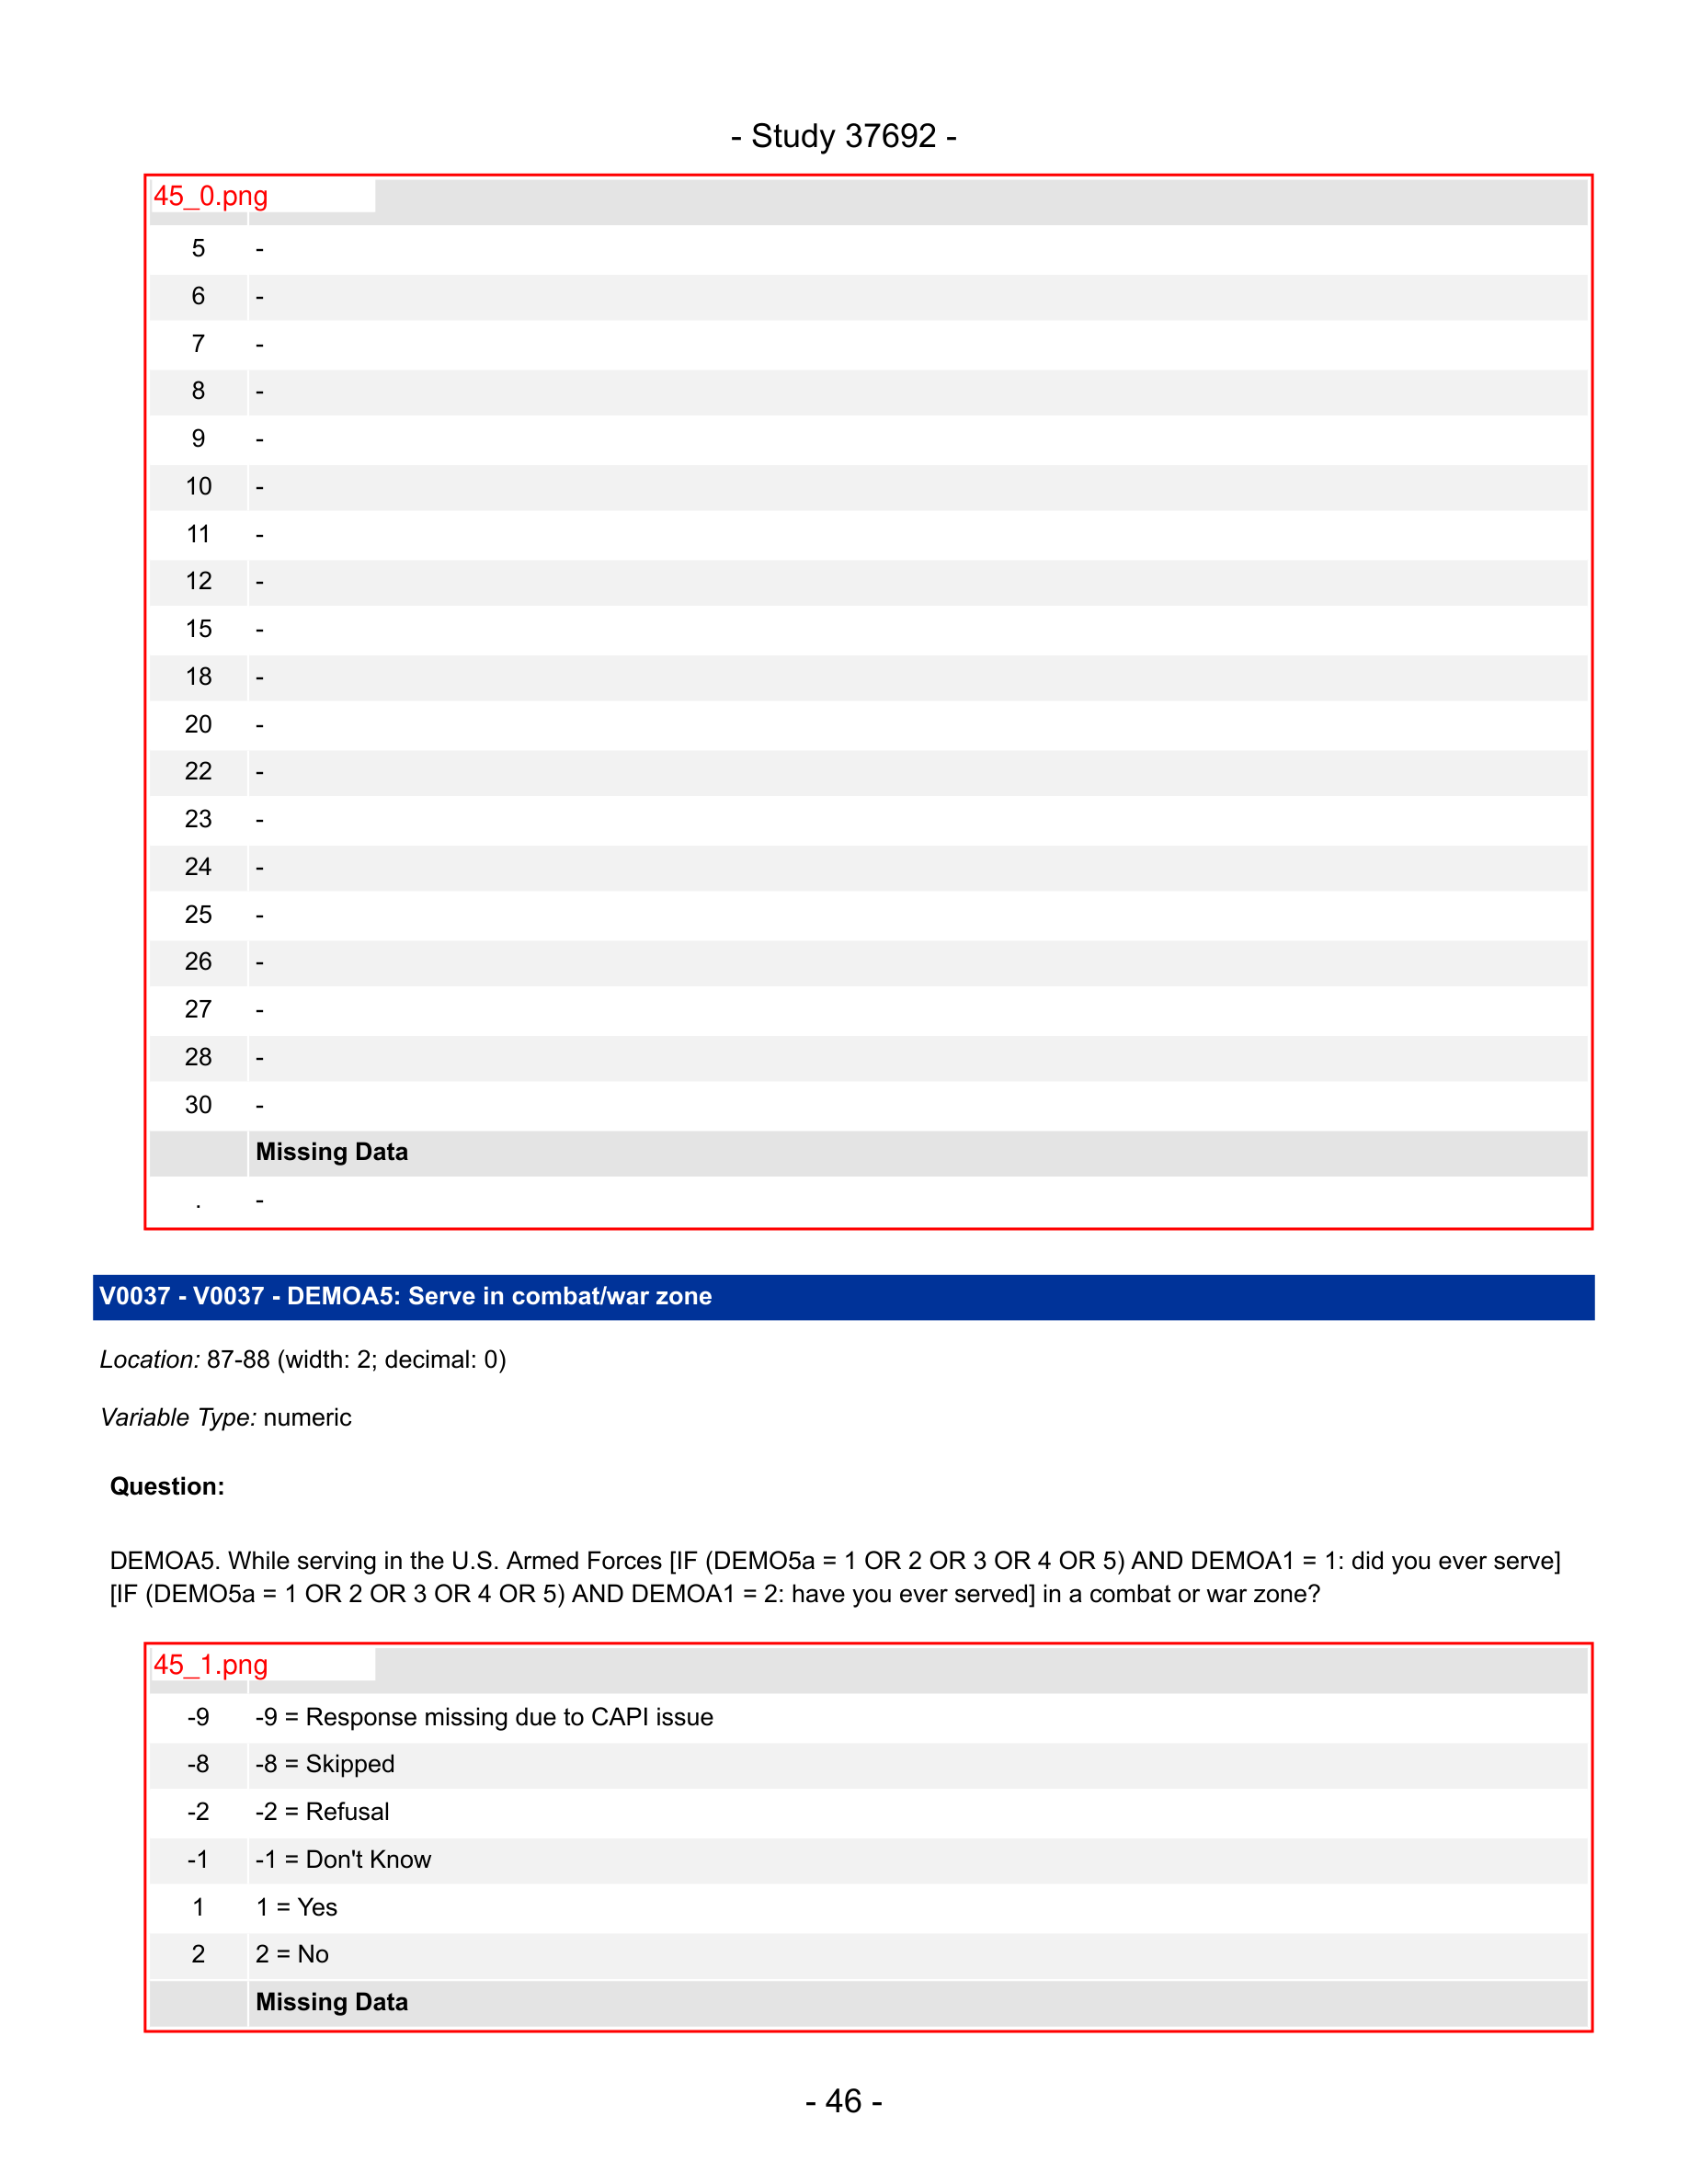 - Study 37692 -
45_0.png
5 -
6 -
7 -
8 -
9 -
10 -
11 -
12 -
15 -
18 -
20 -
22 -
23 -
24 -
25 -
26 -
27 -
28 -
30 -
Missing Data
. -
V0037 - V0037 - DEMOA5: Serve in combat/war zone
Location: 87-88 (width: 2; decimal: 0)
Variable Type: numeric
Question:
DEMOA5. While serving in the U.S. Armed Forces [IF (DEMO5a = 1 OR 2 OR 3 OR 4 OR 5) AND DEMOA1 = 1: did you ever serve]
[IF (DEMO5a = 1 OR 2 OR 3 OR 4 OR 5) AND DEMOA1 = 2: have you ever served] in a combat or war zone?
45_1.png
-9 -9 = Response missing due to CAPI issue
-8 -8 = Skipped
-2 -2 = Refusal
-1 -1 = Don't Know
1 1 = Yes
2 2 = No
Missing Data
- 46 -